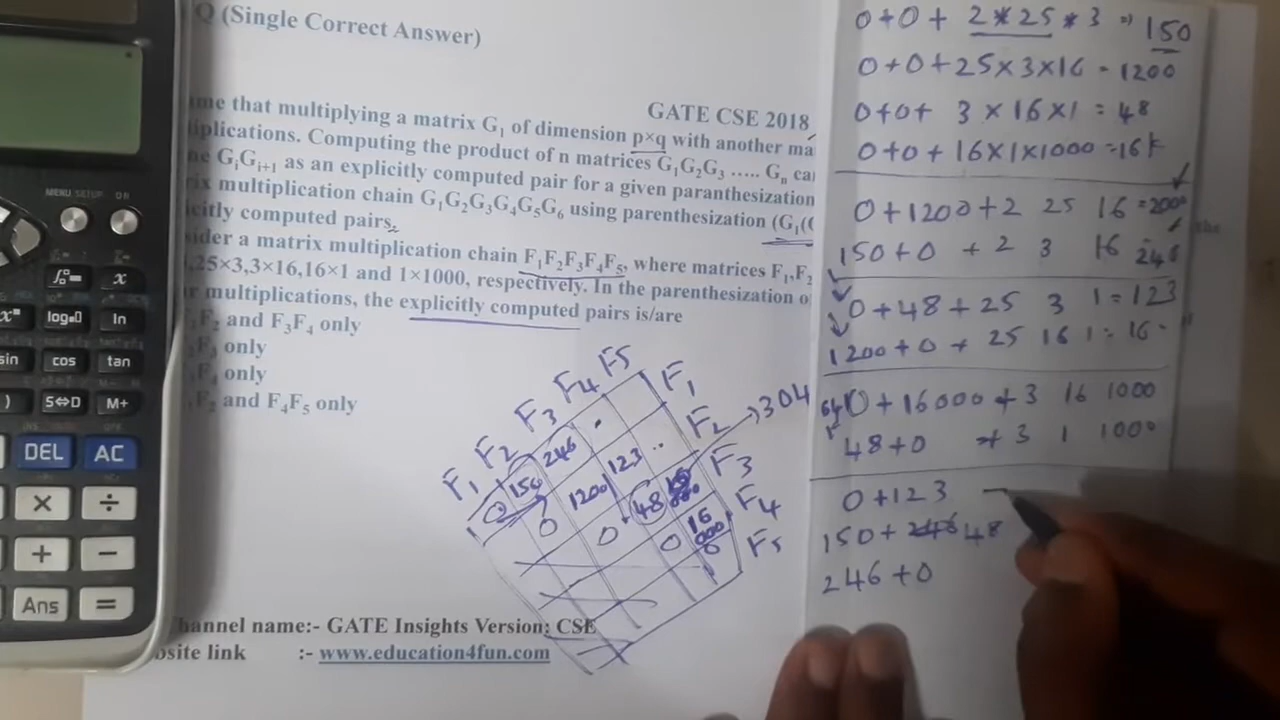 Q (Single Correct Answer)
GATE CSE 2018
me that multiplying a matrix G1 of dimension p×q with another ma
iplications. Computing the product of n matrices G1G2G3 ….. Gn ca
ne GiGi+1 as an explicitly computed pair for a given paranthesization
rix multiplication chain G1G2G3G4G5G6 using parenthesization (G1(
icitly computed pairs.
sider a matrix multiplication chain F1F2F3F4F5, where matrices F1,F2
,25×3,3×16,16×1 and 1×1000, respectively. In the parenthesization o
r multiplications, the explicitly computed pairs is/are
F2 and F3F4 only
F3 only
F4 only
F2 and F4F5 only
hannel name:- GATE Insights Version: CSE
bsite link :- www.education4fun.com
the
0+0+ 2*25*3 => 150
0+0+25×3×16 = 1200
0+0+ 3×16×1 = 48
0+0+16×1×1000=16k
0+1200+2 25 16 =2000
150+0 +2 3 16 246
0+48+25 3 1=123
1200+0+ 25 16 1= 16
0+16000+3 16 1000
48+0 + 3 1 1000
0+123
150+246 48
246+0
F1 F2 F3 F4 F5
F1
F2
F3
F4
F5
304
0 150 246
0 1200 123
0 48
0 16000
0
MENU SETUP ON
x
log ln
sin cos tan
) S⇔D M+
DEL AC
× ÷
+ −
Ans =